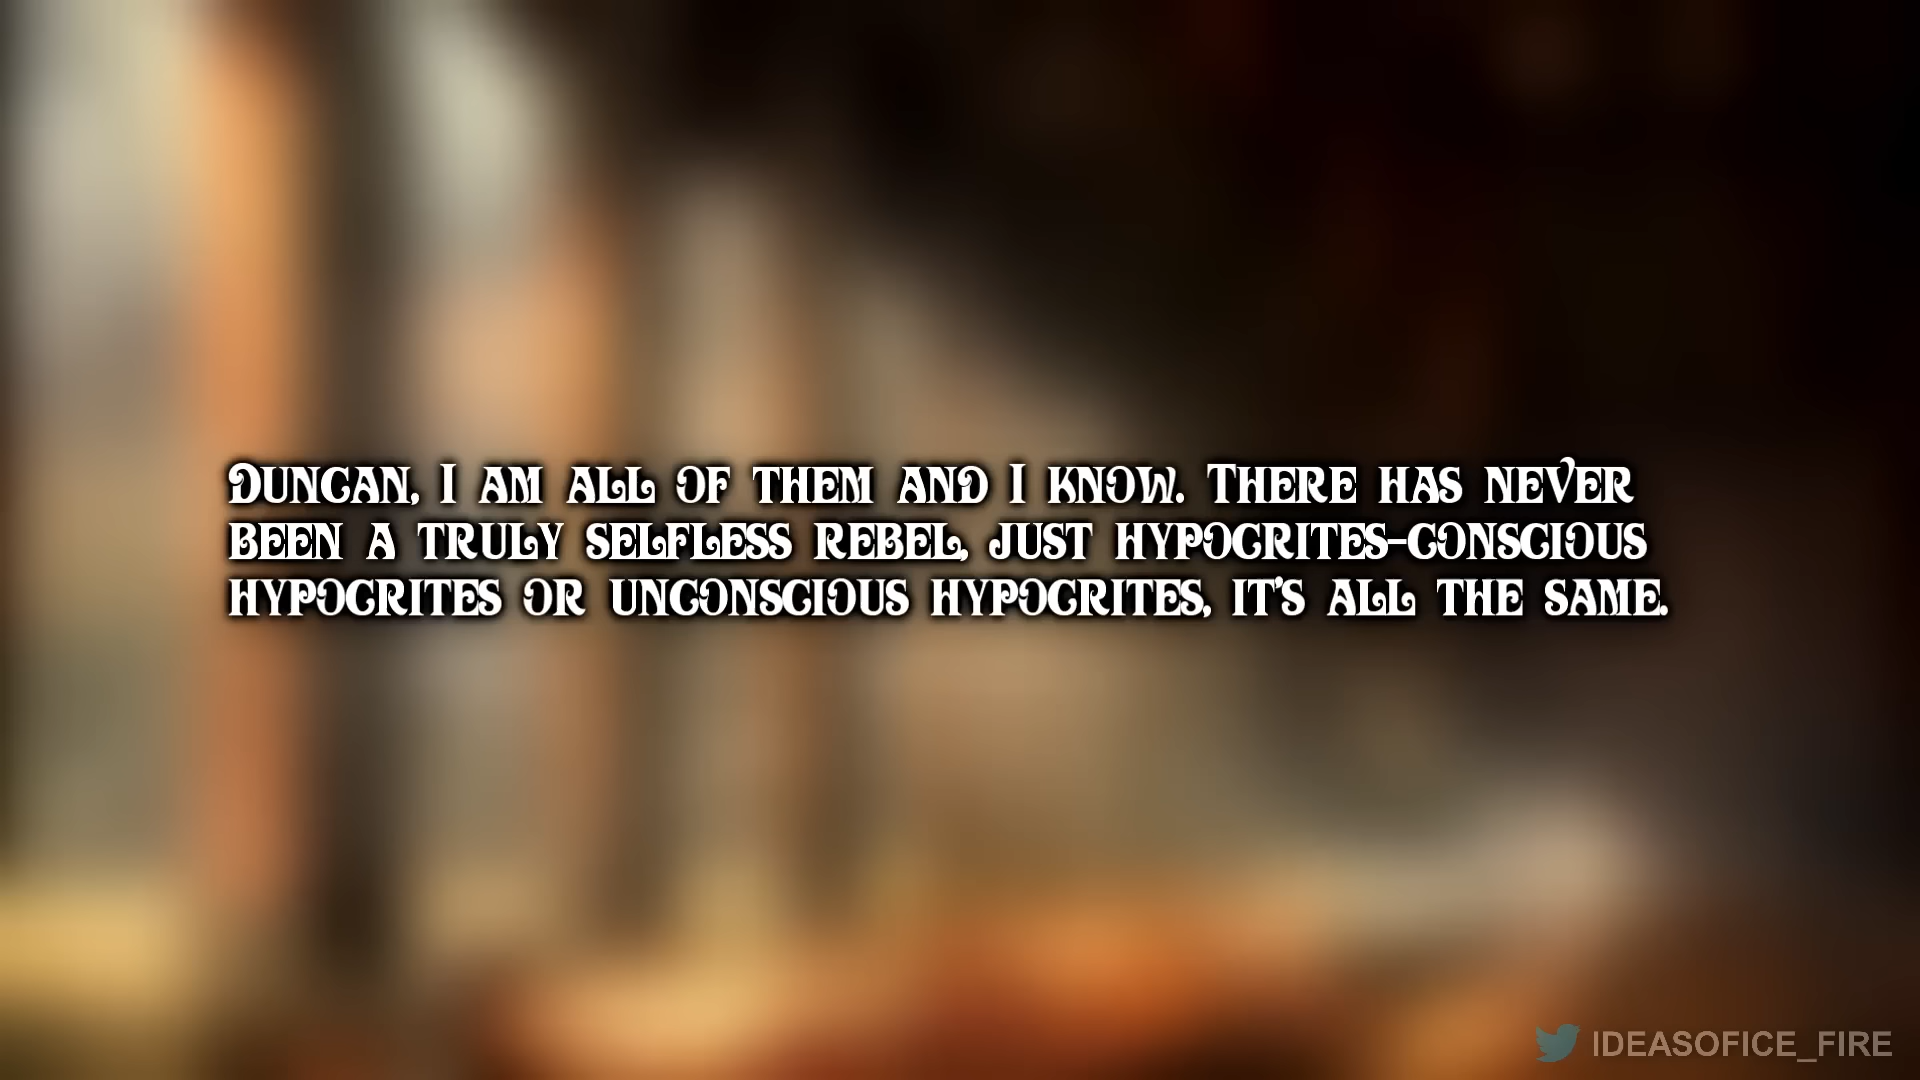 Duncan, I am all of them and I know. There has never
been a truly selfless rebel, just hypocrites-conscious
hypocrites or unconscious hypocrites, it's all the same.
IDEASOFICE_FIRE